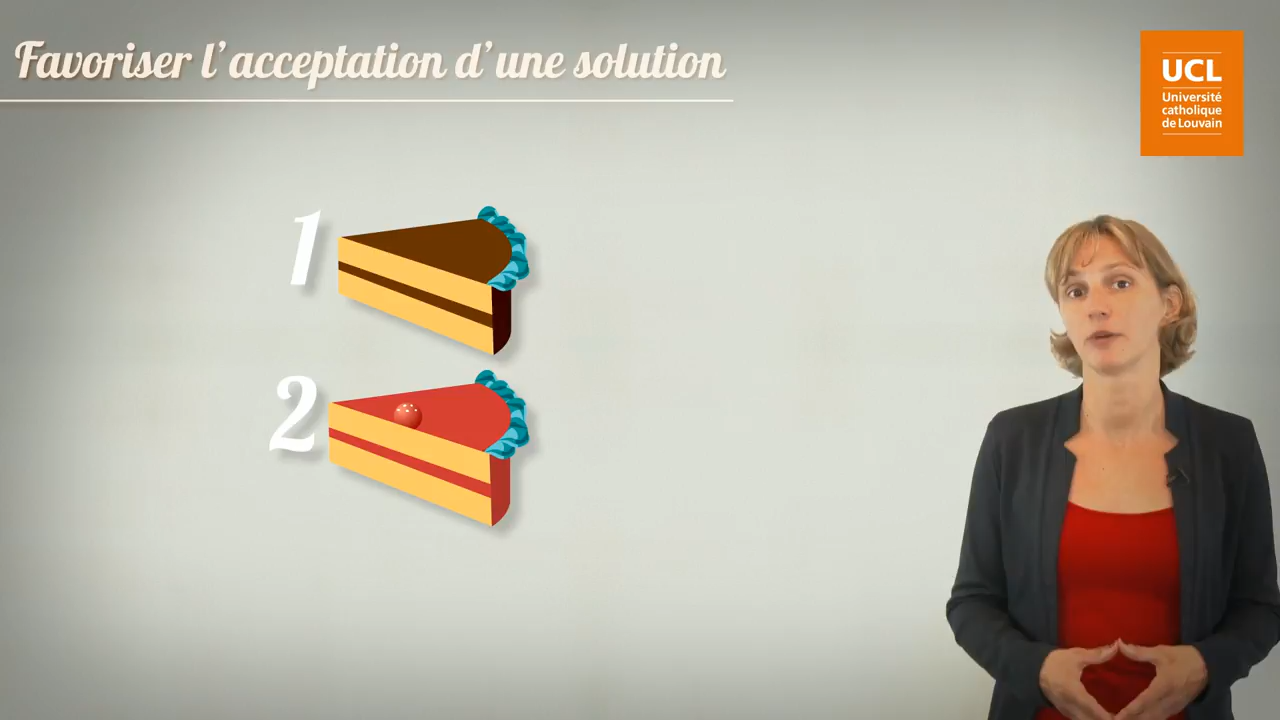 Favoriser l'acceptation d'une solution
UCL
Université
catholique
de Louvain
1
2